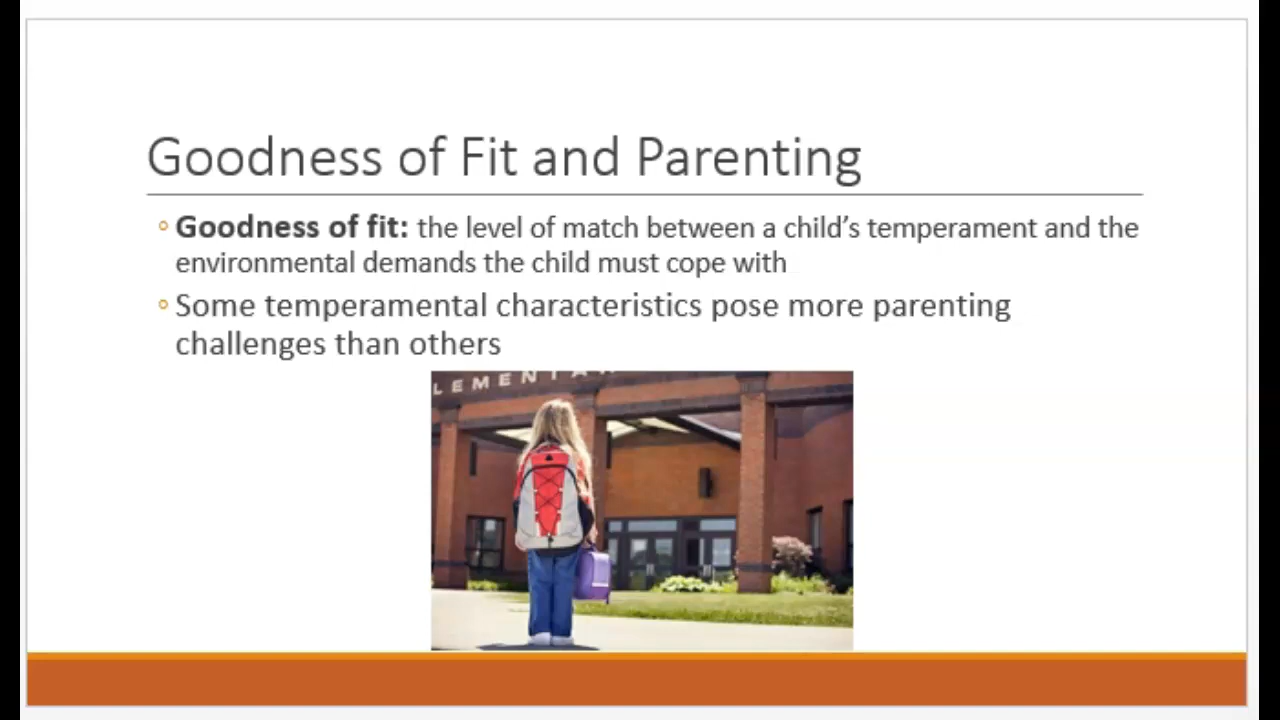 Goodness of Fit and Parenting
Goodness of fit: the level of match between a child’s temperament and the
environmental demands the child must cope with
Some temperamental characteristics pose more parenting
challenges than others
LEMENTA